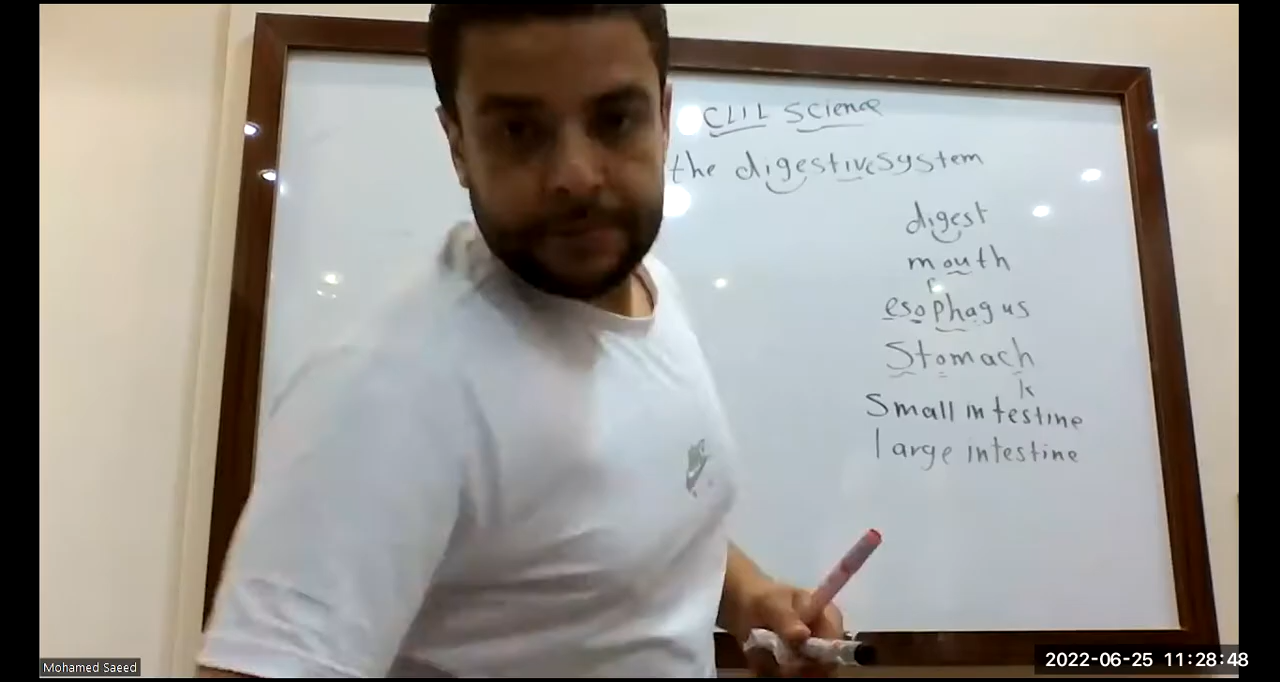 CLIL Science
the digestive system
digest
mouth
F
esophagus
Stomach
k
Small intestine
large intestine
Mohamed Saeed
2022-06-25 11:28:48